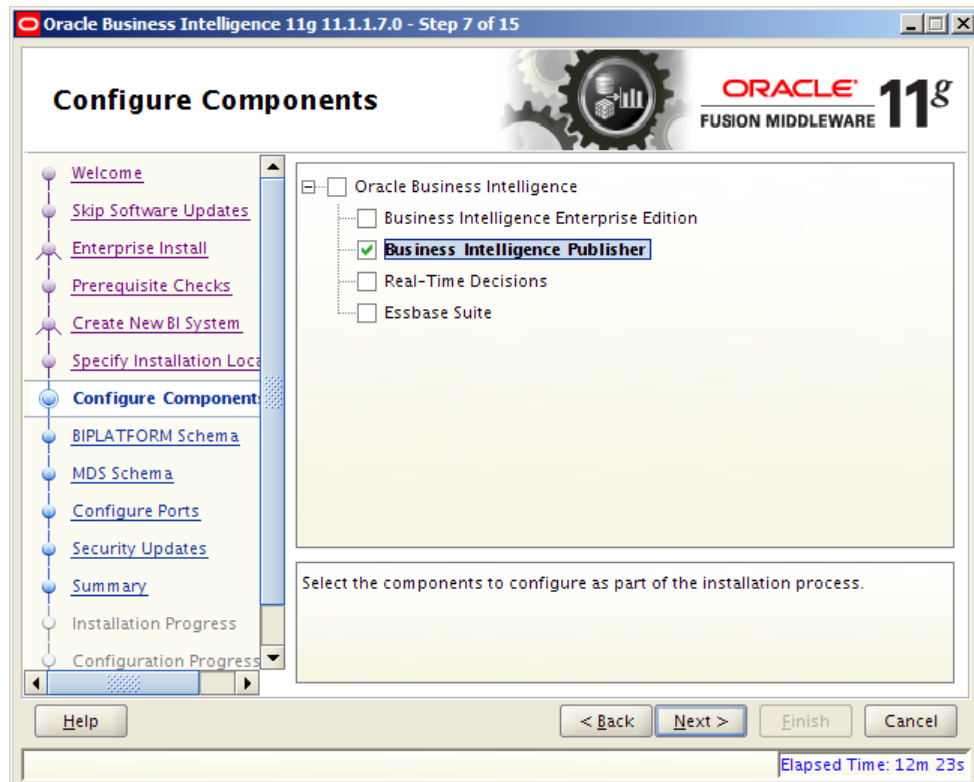 Oracle Business Intelligence 11g 11.1.1.7.0 - Step 7 of 15
Configure Components
ORACLE
FUSION MIDDLEWARE
11g
Welcome
Skip Software Updates
Enterprise Install
Prerequisite Checks
Create New BI System
Specify Installation Loca
Configure Component
BIPLATFORM Schema
MDS Schema
Configure Ports
Security Updates
Summary
Installation Progress
Configuration Progress
Oracle Business Intelligence
Business Intelligence Enterprise Edition
Business Intelligence Publisher
Real-Time Decisions
Essbase Suite
Select the components to configure as part of the installation process.
Help
< Back
Next >
Finish
Cancel
Elapsed Time: 12m 23s